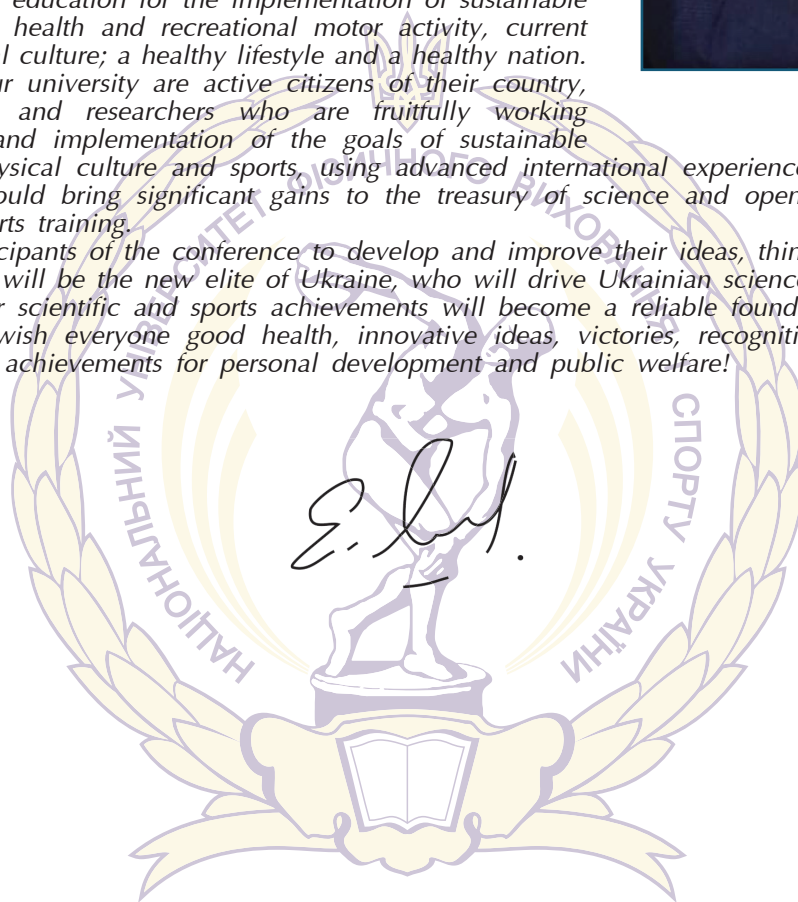 education for the implementation of sustainable
health and recreational motor activity, current
l culture; a healthy lifestyle and a healthy nation.
ur university are active citizens of their country,
and researchers who are fruitfully working
and implementation of the goals of sustainable
ysical culture and sports, using advanced international experience
ould bring significant gains to the treasury of science and open
rts training.
cipants of the conference to develop and improve their ideas, thin
will be the new elite of Ukraine, who will drive Ukrainian science
r scientific and sports achievements will become a reliable found
wish everyone good health, innovative ideas, victories, recogniti
achievements for personal development and public welfare!
НАЦІОНАЛЬНИЙ УНІВЕРСИТЕТ ФІЗИЧНОГО ВИХОВАННЯ СПОРТУ УКРАЇНИ